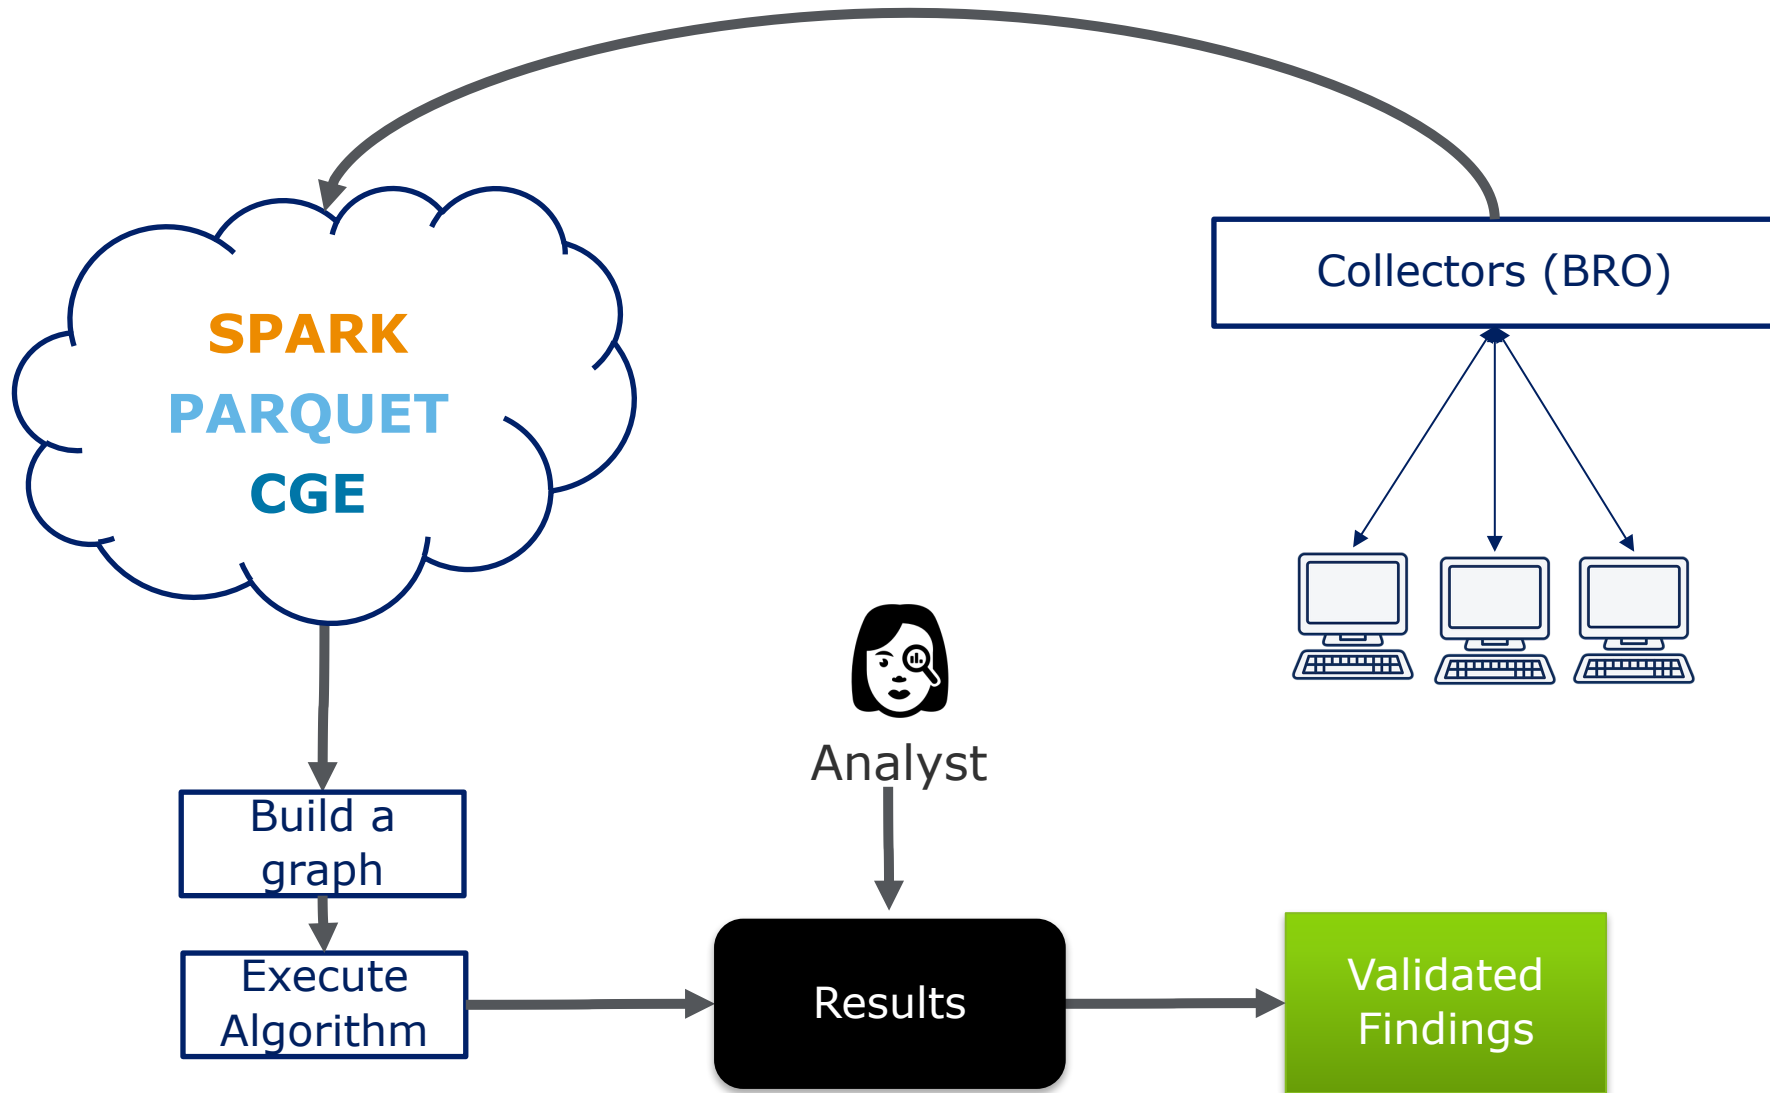 Collectors (BRO)
SPARK
PARQUET
CGE
Analyst
Build a
graph
Execute
Algorithm
Results
Validated
Findings